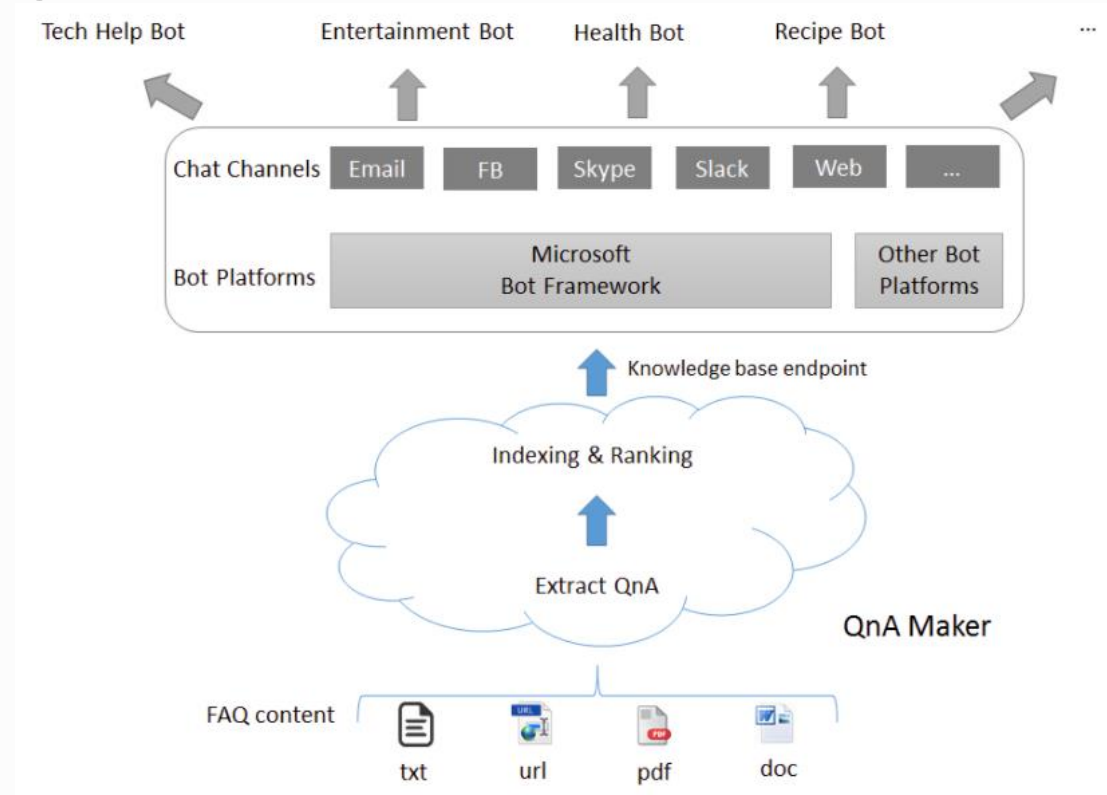 Tech Help Bot
Entertainment Bot
Health Bot
Recipe Bot
...
Chat Channels
Email
FB
Skype
Slack
Web
...
Bot Platforms
Microsoft
Bot Framework
Other Bot
Platforms
Knowledge base endpoint
Indexing & Ranking
Extract QnA
QnA Maker
FAQ content
URL
PDF
W
txt
url
pdf
doc